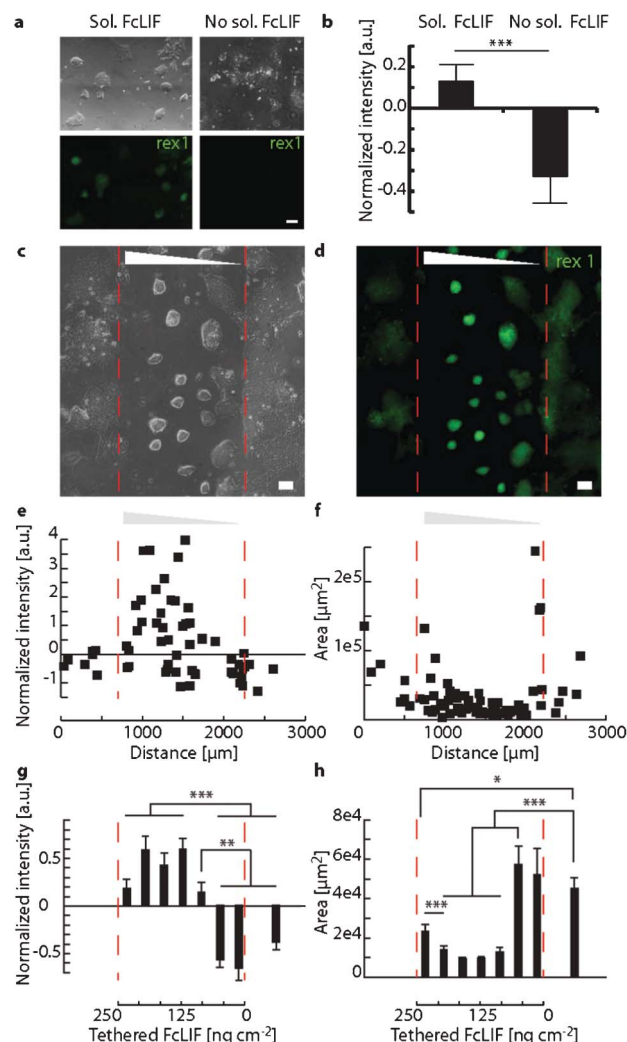 a
Sol. FcLIF No sol. FcLIF
rex 1 rex 1
b
Sol. FcLIF No sol. FcLIF
***
Normalized intensity [a.u.]
0.2
0.0
-0.2
-0.4
c
d
rex 1
e
Normalized intensity [a.u.]
4
3
2
1
0
-1
0 1000 2000 3000
Distance [µm]
f
Area [µm²]
2e5
1e5
0 1000 2000 3000
Distance [µm]
g
Normalized intensity [a.u.]
***
**
0.5
0
-0.5
250 125 0
Tethered FcLIF [ng cm⁻²]
h
Area [µm²]
*
***
***
8e4
6e4
4e4
2e4
0
250 125 0
Tethered FcLIF [ng cm⁻²]